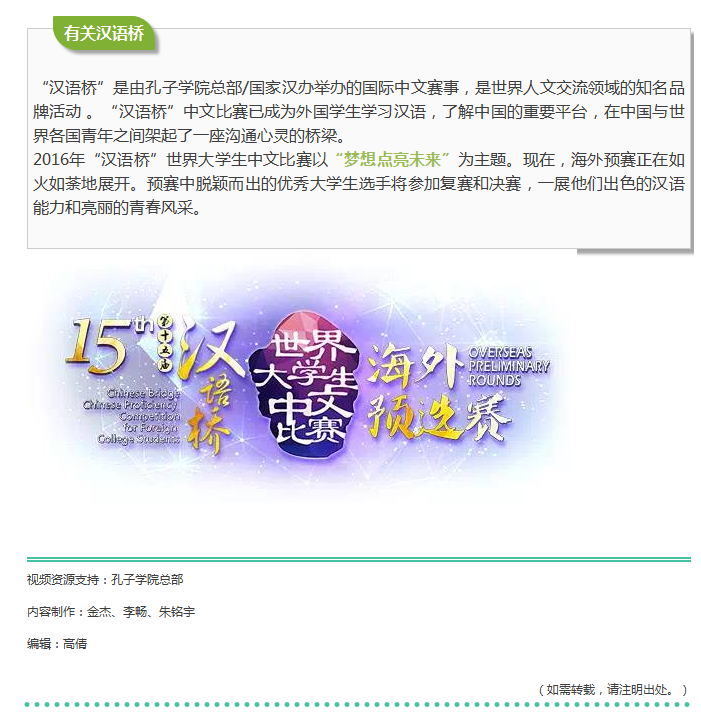 有关汉语桥
“汉语桥”是由孔子学院总部/国家汉办举办的国际中文赛事，是世界人文交流领域的知名品
牌活动 。“汉语桥”中文比赛已成为外国学生学习汉语，了解中国的重要平台，在中国与世
界各国青年之间架起了一座沟通心灵的桥梁。
2016年“汉语桥”世界大学生中文比赛以“梦想点亮未来”为主题。现在，海外预赛正在如
火如荼地展开。预赛中脱颖而出的优秀大学生选手将参加复赛和决赛，一展他们出色的汉语
能力和亮丽的青春风采。
15th
第十五届
汉语桥
Chinese Bridge
Chinese Proficiency
Competition
for Foreign
College Students
世界
大学生
中文
比赛
海外
预选赛
OVERSEAS
PRELIMINARY
ROUNDS
视频资源支持：孔子学院总部
内容制作：金杰、李畅、朱铭宇
编辑：高倩
（如需转载，请注明出处。）